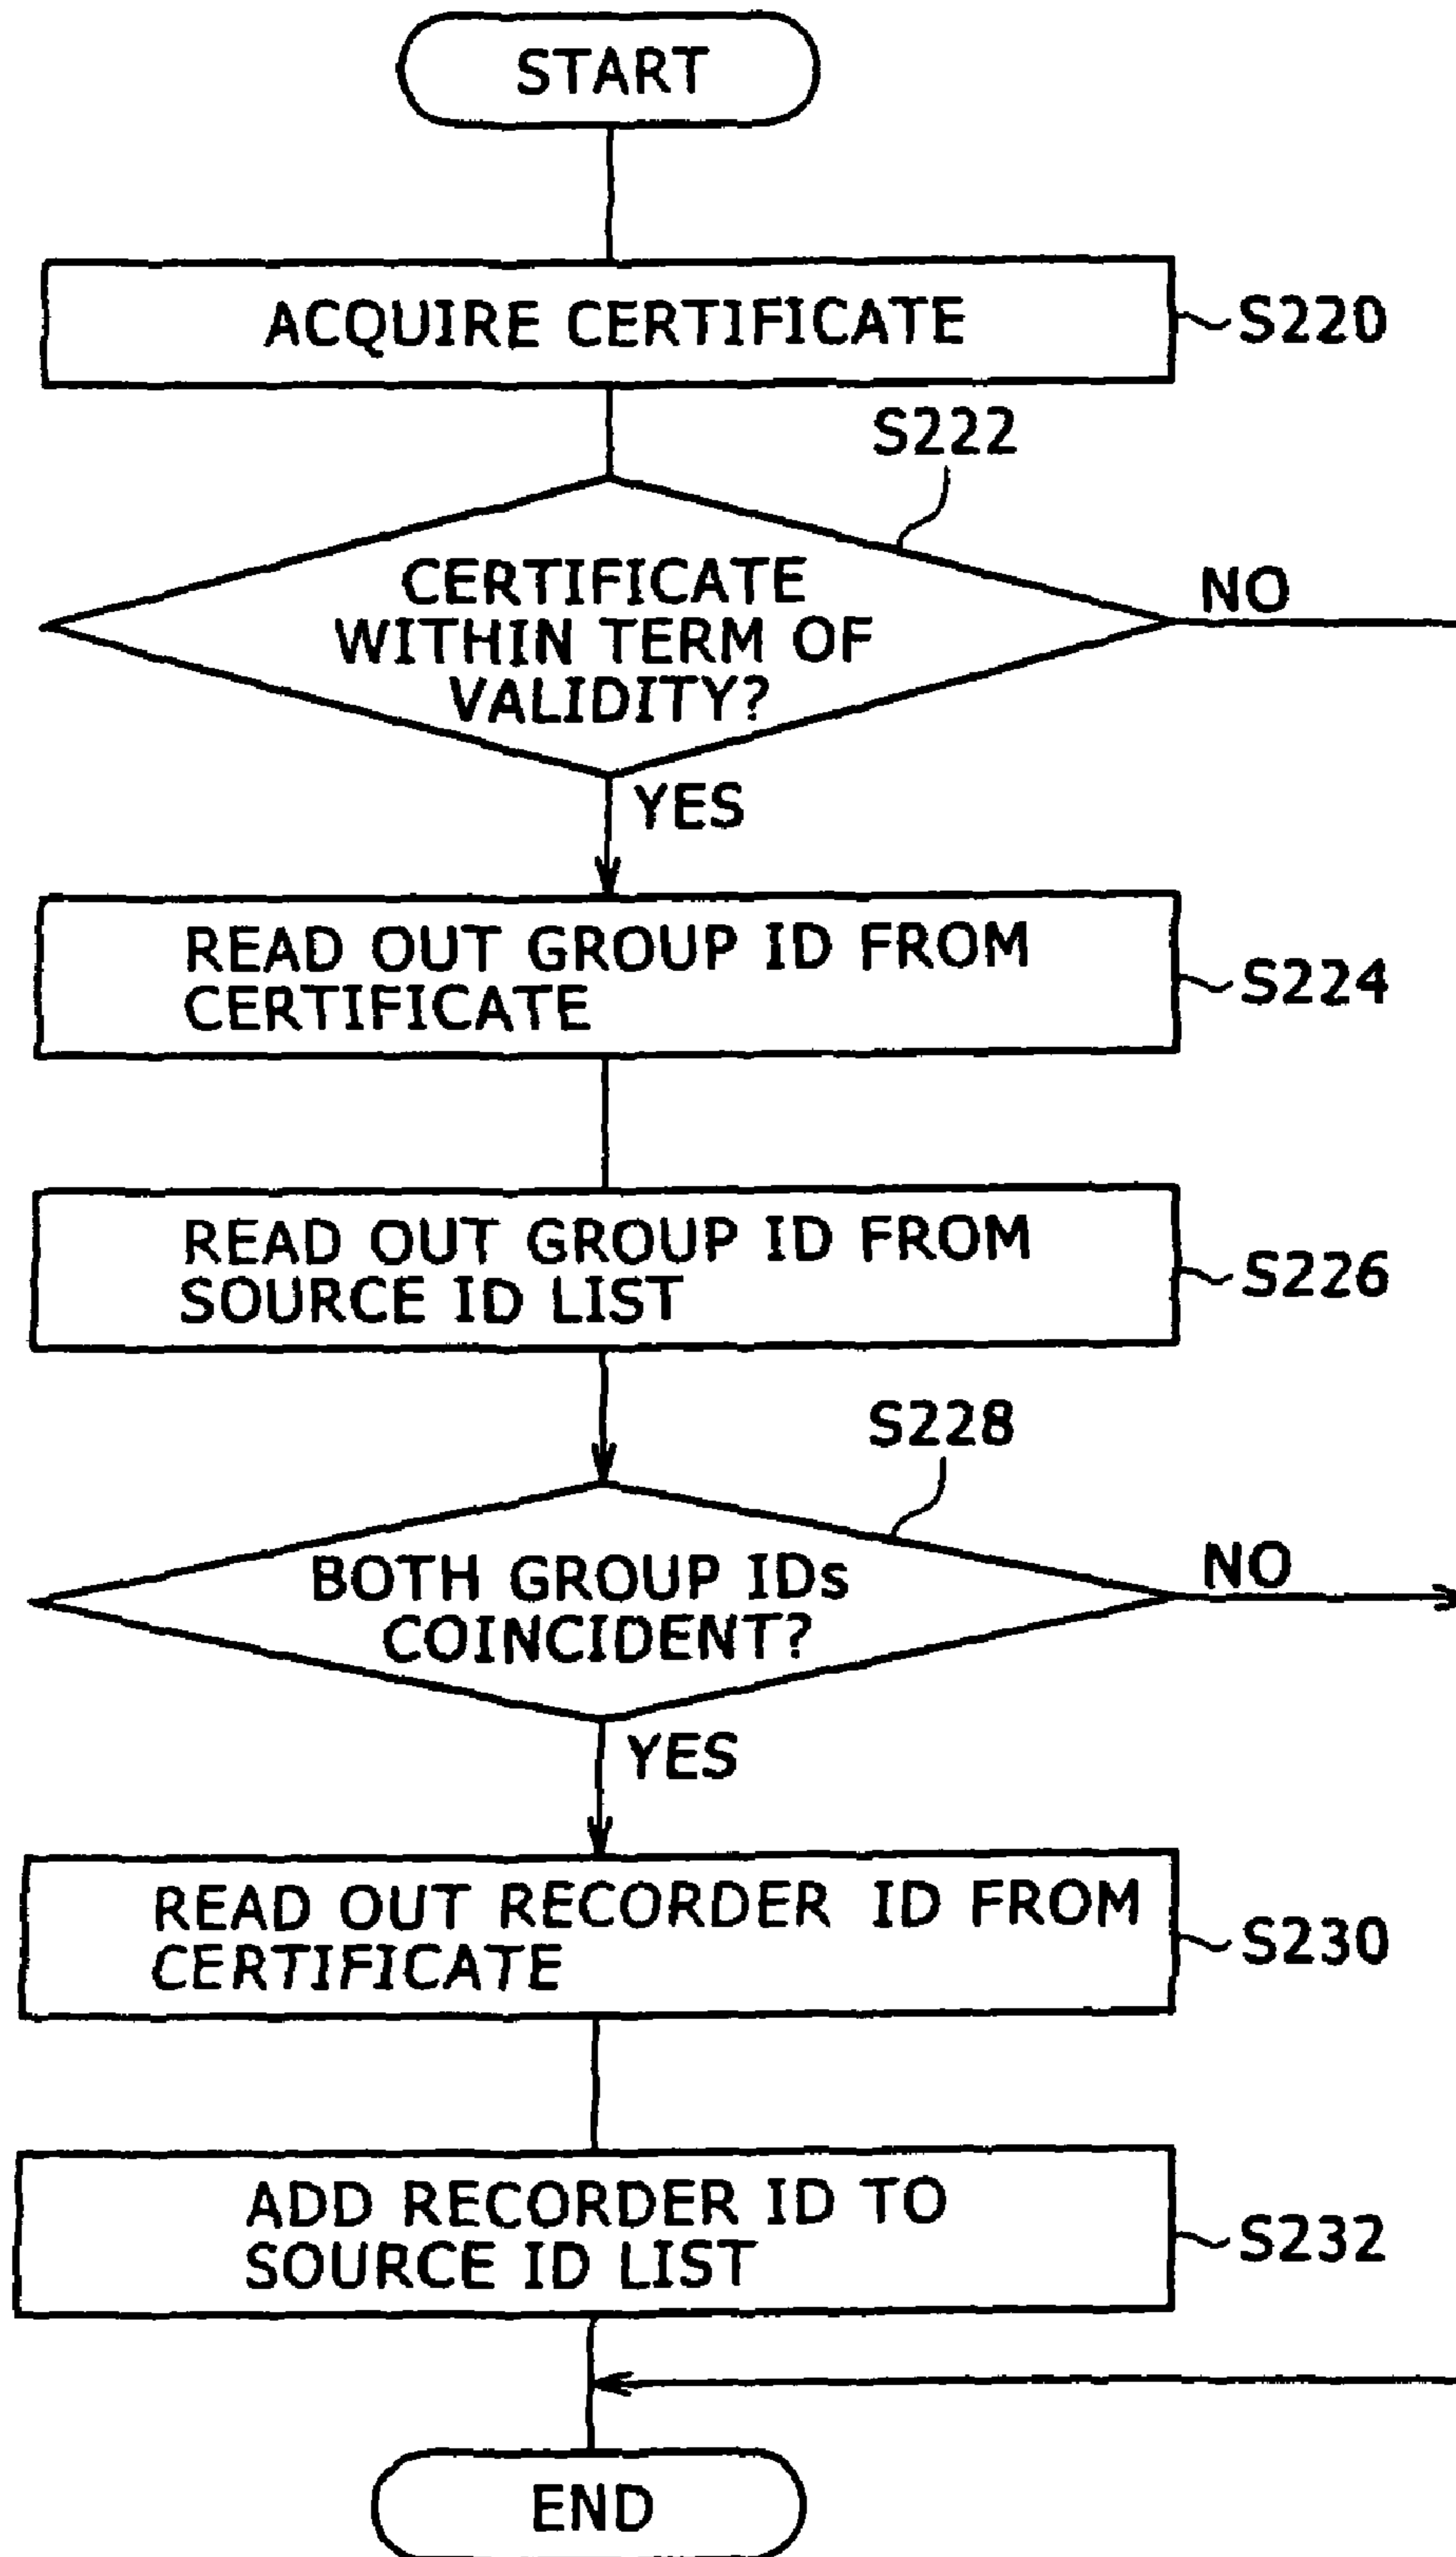 START
ACQUIRE CERTIFICATE
S220
S222
CERTIFICATE
WITHIN TERM OF
VALIDITY?
NO
YES
READ OUT GROUP ID FROM
CERTIFICATE
S224
READ OUT GROUP ID FROM
SOURCE ID LIST
S226
S228
BOTH GROUP IDs
COINCIDENT?
NO
YES
READ OUT RECORDER ID FROM
CERTIFICATE
S230
ADD RECORDER ID TO
SOURCE ID LIST
S232
END